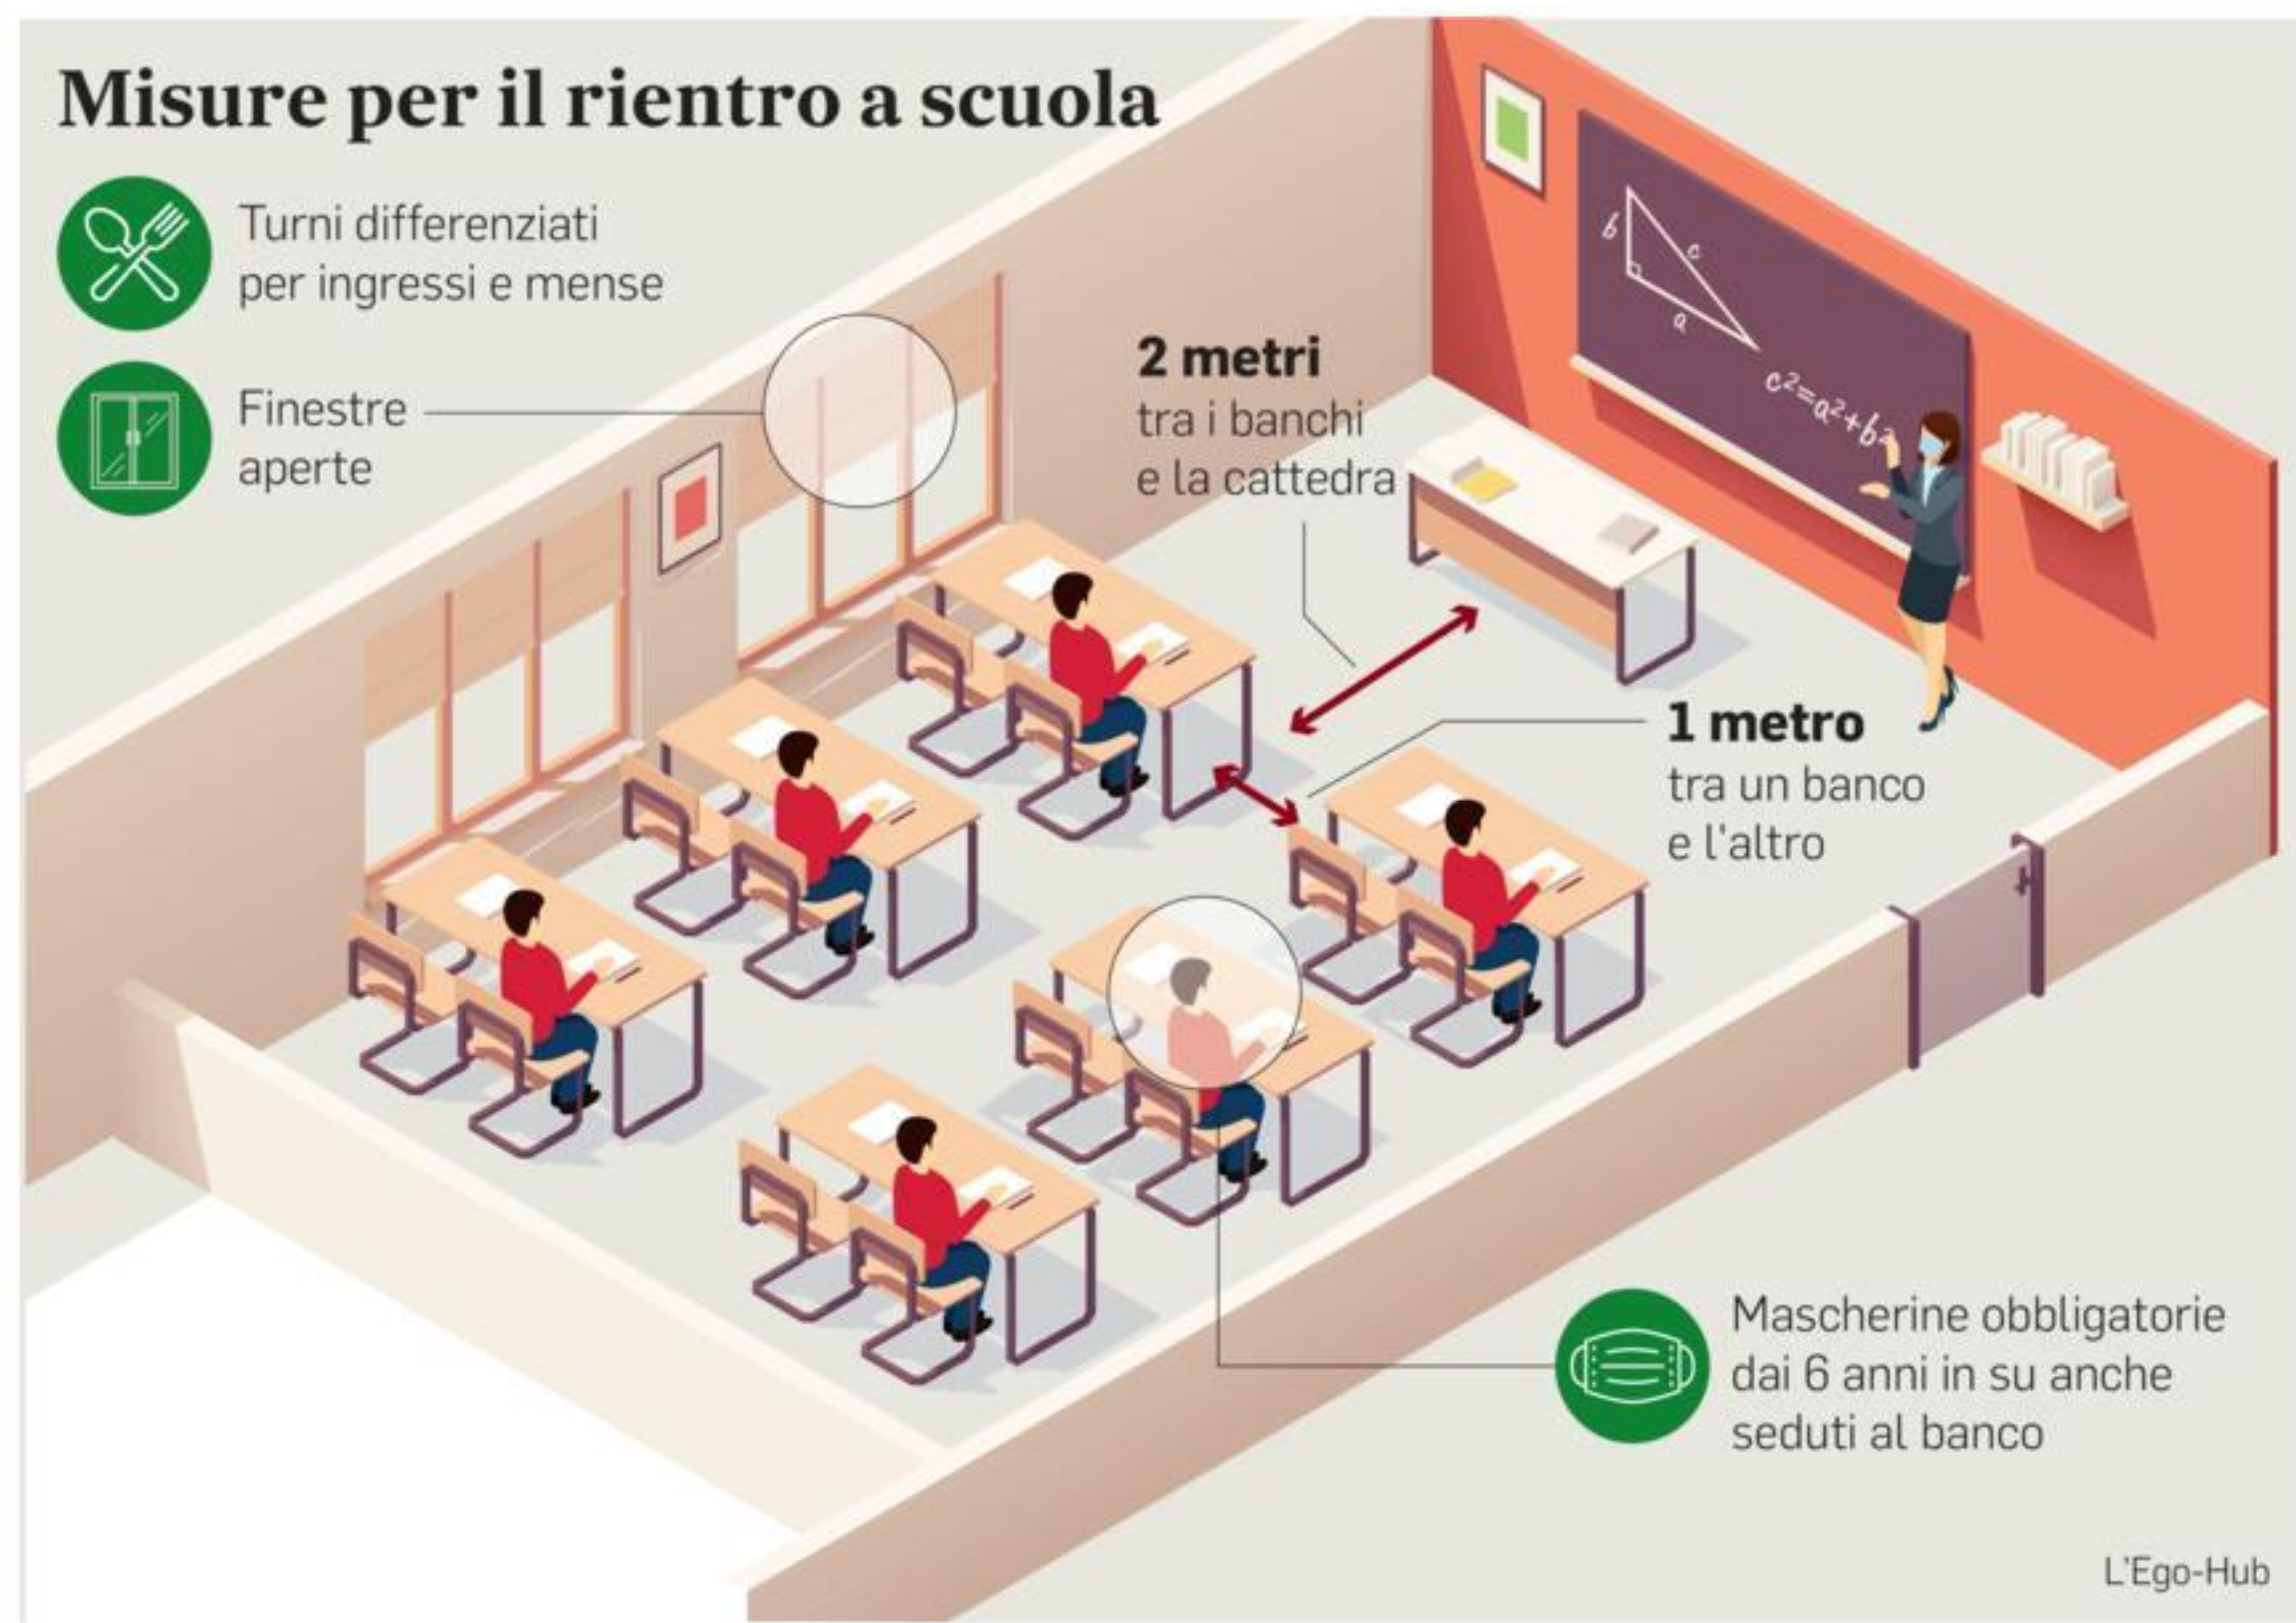 Misure per il rientro a scuola
Turni differenziati
per ingressi e mense
Finestre
aperte
2 metri
tra i banchi
e la cattedra
b
c
a
c²=a²+b²
1 metro
tra un banco
e l'altro
Mascherine obbligatorie
dai 6 anni in su anche
seduti al banco
L'Ego-Hub